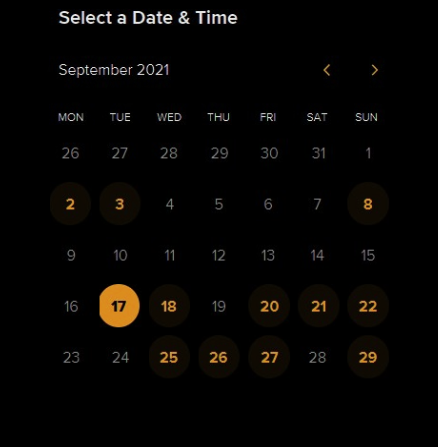 Select a Date & Time
September 2021
MON TUE WED THU FRI SAT SUN
26 27 28 29 30 31 1
2 3 4 5 6 7 8
9 10 11 12 13 14 15
16 17 18 19 20 21 22
23 24 25 26 27 28 29